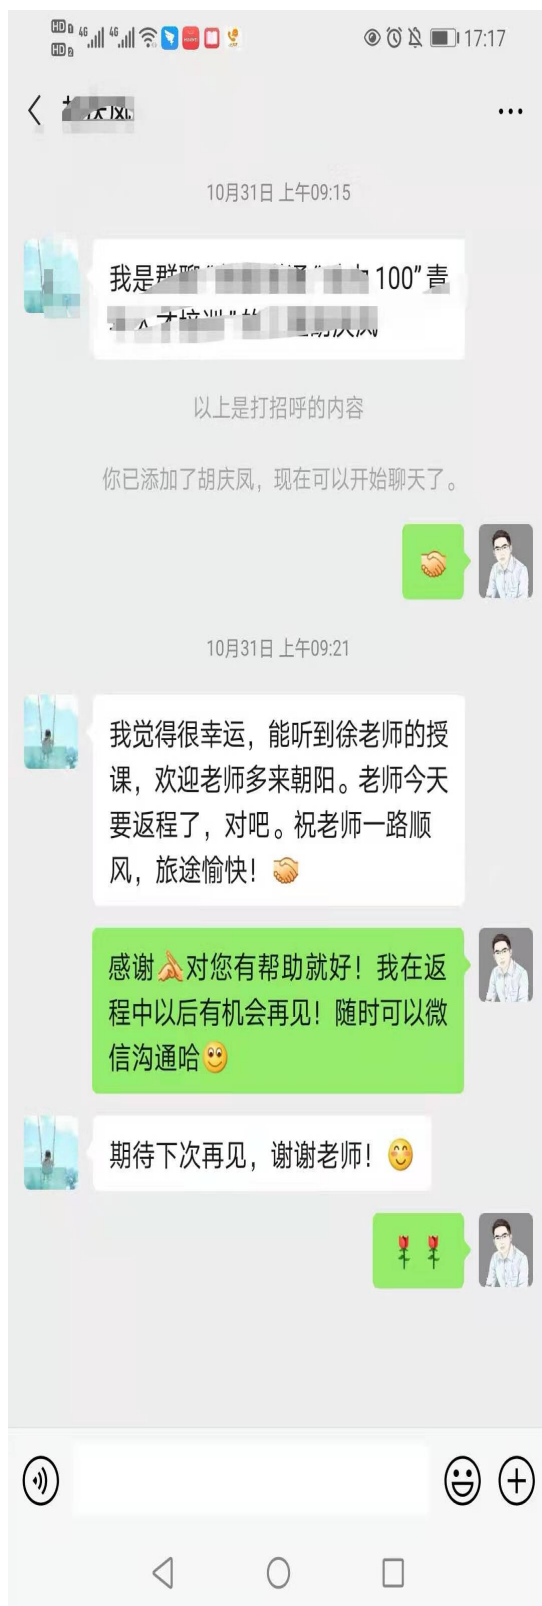 17:17
10月31日 上午09:15
我是群聊 100”青
以上是打招呼的内容
你已添加了胡庆凤，现在可以开始聊天了。
10月31日 上午09:21
我觉得很幸运，能听到徐老师的授
课，欢迎老师多来朝阳。老师今天
要返程了，对吧。祝老师一路顺
风，旅途愉快！
感谢对您有帮助就好！我在返
程中以后有机会再见！随时可以微
信沟通哈
期待下次再见，谢谢老师！